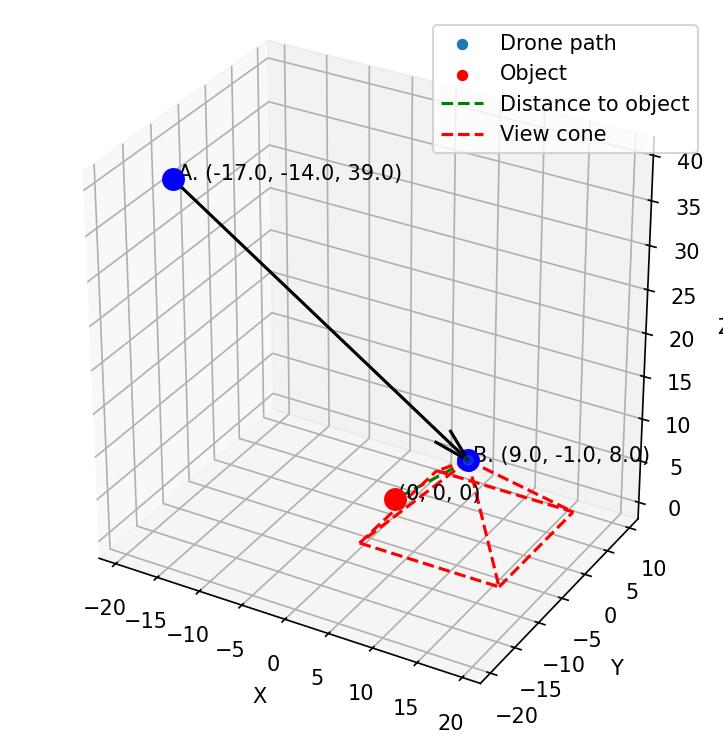 Drone path
Object
Distance to object
View cone
A. (-17.0, -14.0, 39.0)
B. (9.0, -1.0, 8.0)
(0, 0, 0)
40
35
30
25
20
15
10
5
0
Z
−20
−15
−10
−5
0
5
10
15
20
X
10
5
0
−5
−10
−15
−20
Y